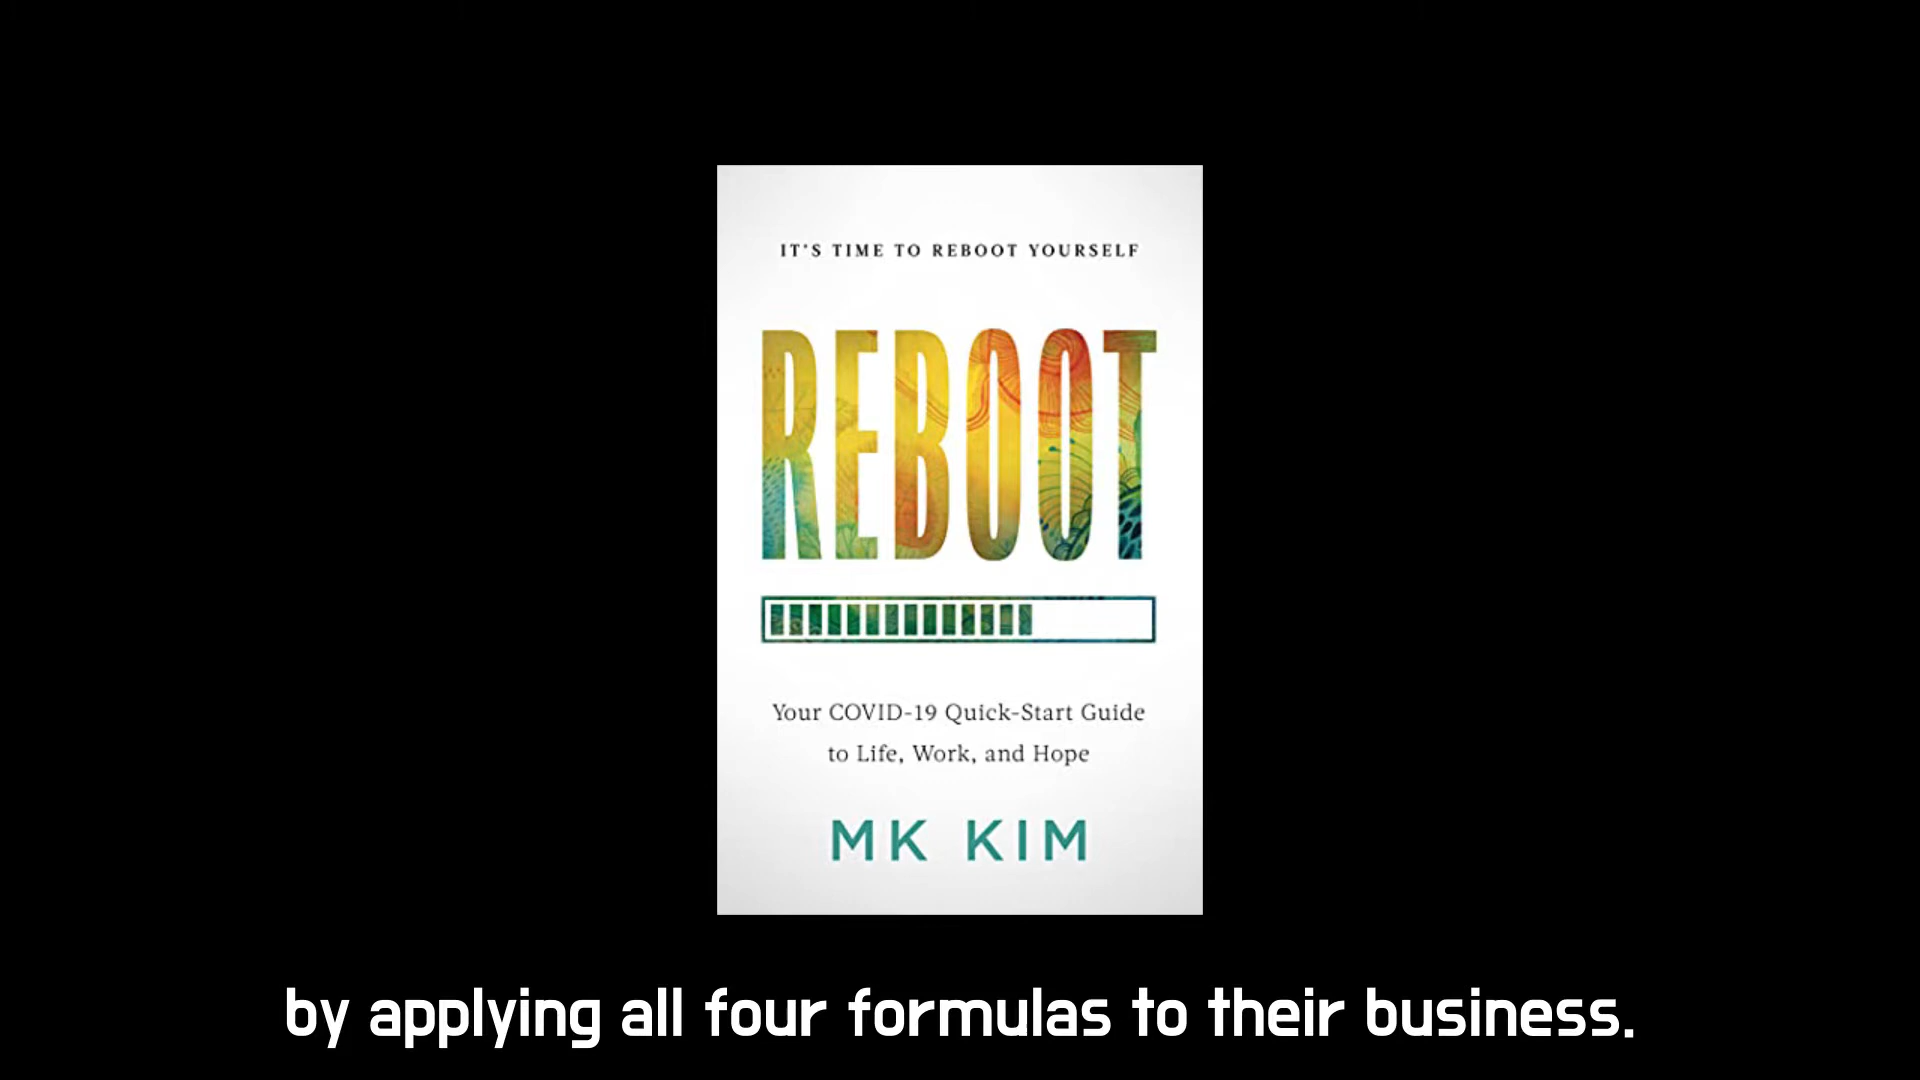 IT'S TIME TO REBOOT YOURSELF
REBOOT
Your COVID-19 Quick-Start Guide
to Life, Work, and Hope
MK KIM
by applying all four formulas to their business.